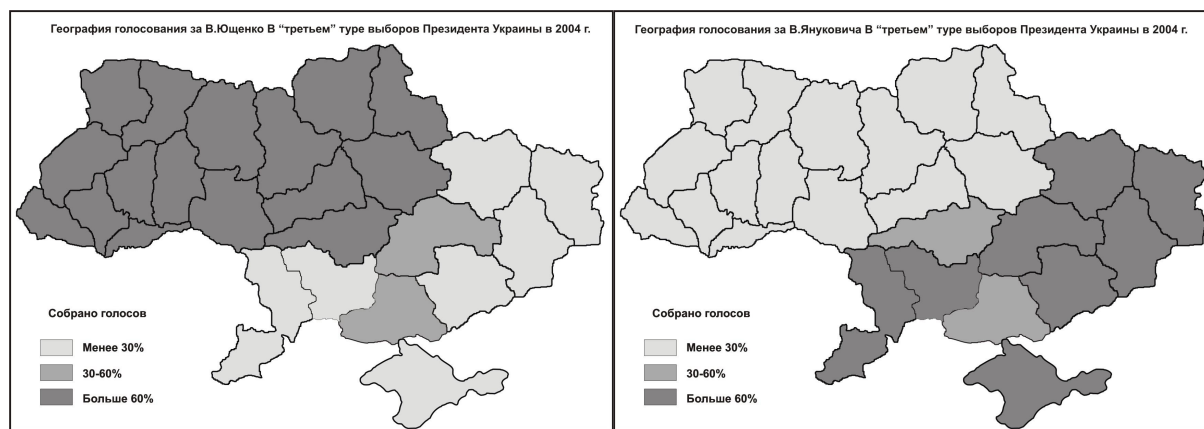 География голосования за В.Ющенко В “третьем” туре выборов Президента Украины в 2004 г.
Собрано голосов
Менее 30%
30-60%
Больше 60%
География голосования за В.Януковича В “третьем” туре выборов Президента Украины в 2004 г.
Собрано голосов
Менее 30%
30-60%
Больше 60%